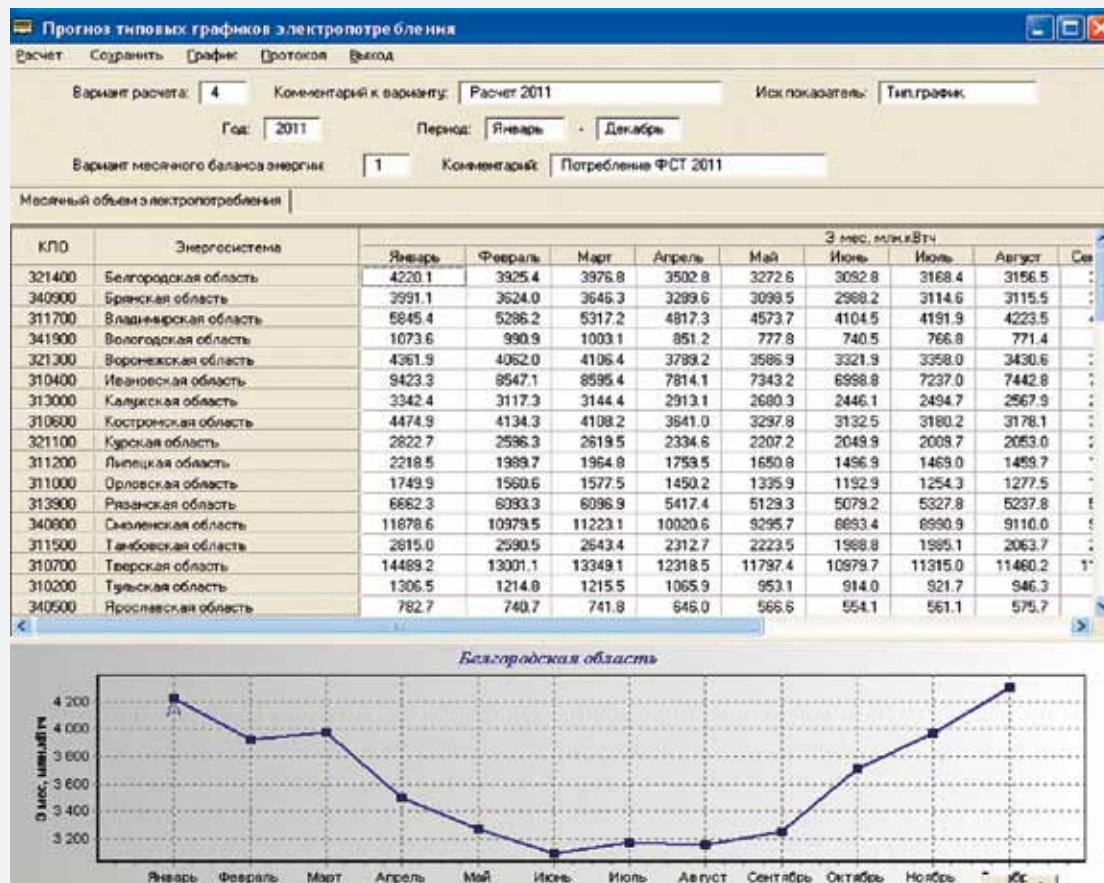 Прогноз типовых графиков электропотребления
Расчет Сохранить График Протокол Выход
Вариант расчета: 4 Комментарий к варианту: Расчет 2011 Исх.показатель: Тип.график
Год: 2011 Период: Январь - Декабрь
Вариант месячного баланса энергии: 1 Комментарий: Потребление ФСТ 2011
Месячный объем электропотребления
КПО Энергосистема Э мес, млн.кВтч
Январь Февраль Март Апрель Май Июнь Июль Август Сен
321400 Белгородская область 4220.1 3925.4 3976.8 3502.8 3272.6 3092.8 3168.4 3156.5
340900 Брянская область 3991.1 3624.0 3646.3 3289.6 3098.5 2988.2 3114.6 3115.5
311700 Владимирская область 5845.4 5286.2 5317.2 4817.3 4573.7 4104.5 4191.9 4223.5
341900 Вологодская область 1073.6 990.9 1003.1 851.2 777.8 740.5 766.8 771.4
321300 Воронежская область 4361.9 4062.0 4106.4 3789.2 3586.9 3321.9 3358.0 3430.6
310400 Ивановская область 9423.3 8547.1 8595.4 7814.1 7343.2 6998.8 7237.0 7442.8
313000 Калужская область 3342.4 3117.3 3144.4 2913.1 2680.3 2446.1 2494.7 2567.9
310600 Костромская область 4474.9 4134.3 4108.2 3641.0 3297.8 3132.5 3180.2 3178.1
321100 Курская область 2822.7 2596.3 2619.5 2334.6 2207.2 2049.9 2009.7 2053.0
311200 Липецкая область 2218.5 1989.7 1964.8 1759.5 1650.8 1496.9 1469.0 1459.7
311000 Орловская область 1749.9 1560.6 1577.5 1450.2 1335.9 1192.9 1254.3 1277.5
313900 Рязанская область 6662.3 6093.3 6096.9 5417.4 5129.3 5079.2 5327.8 5237.8
340800 Смоленская область 11878.6 10979.5 11223.1 10020.6 9295.7 8893.4 8990.9 9110.0
311500 Тамбовская область 2815.0 2590.5 2643.4 2312.7 2223.5 1988.8 1985.1 2063.7
310700 Тверская область 14489.2 13001.1 13349.1 12318.5 11797.4 10979.7 11315.0 11460.2
310200 Тульская область 1306.5 1214.8 1215.5 1065.9 953.1 914.0 921.7 946.3
340500 Ярославская область 782.7 740.7 741.8 646.0 566.6 554.1 561.1 575.7
Белгородская область
Э мес, млн.кВтч
4 200
4 000
3 800
3 600
3 400
3 200
Январь Февраль Март Апрель Май Июнь Июль Август Сентябрь Октябрь Ноябрь